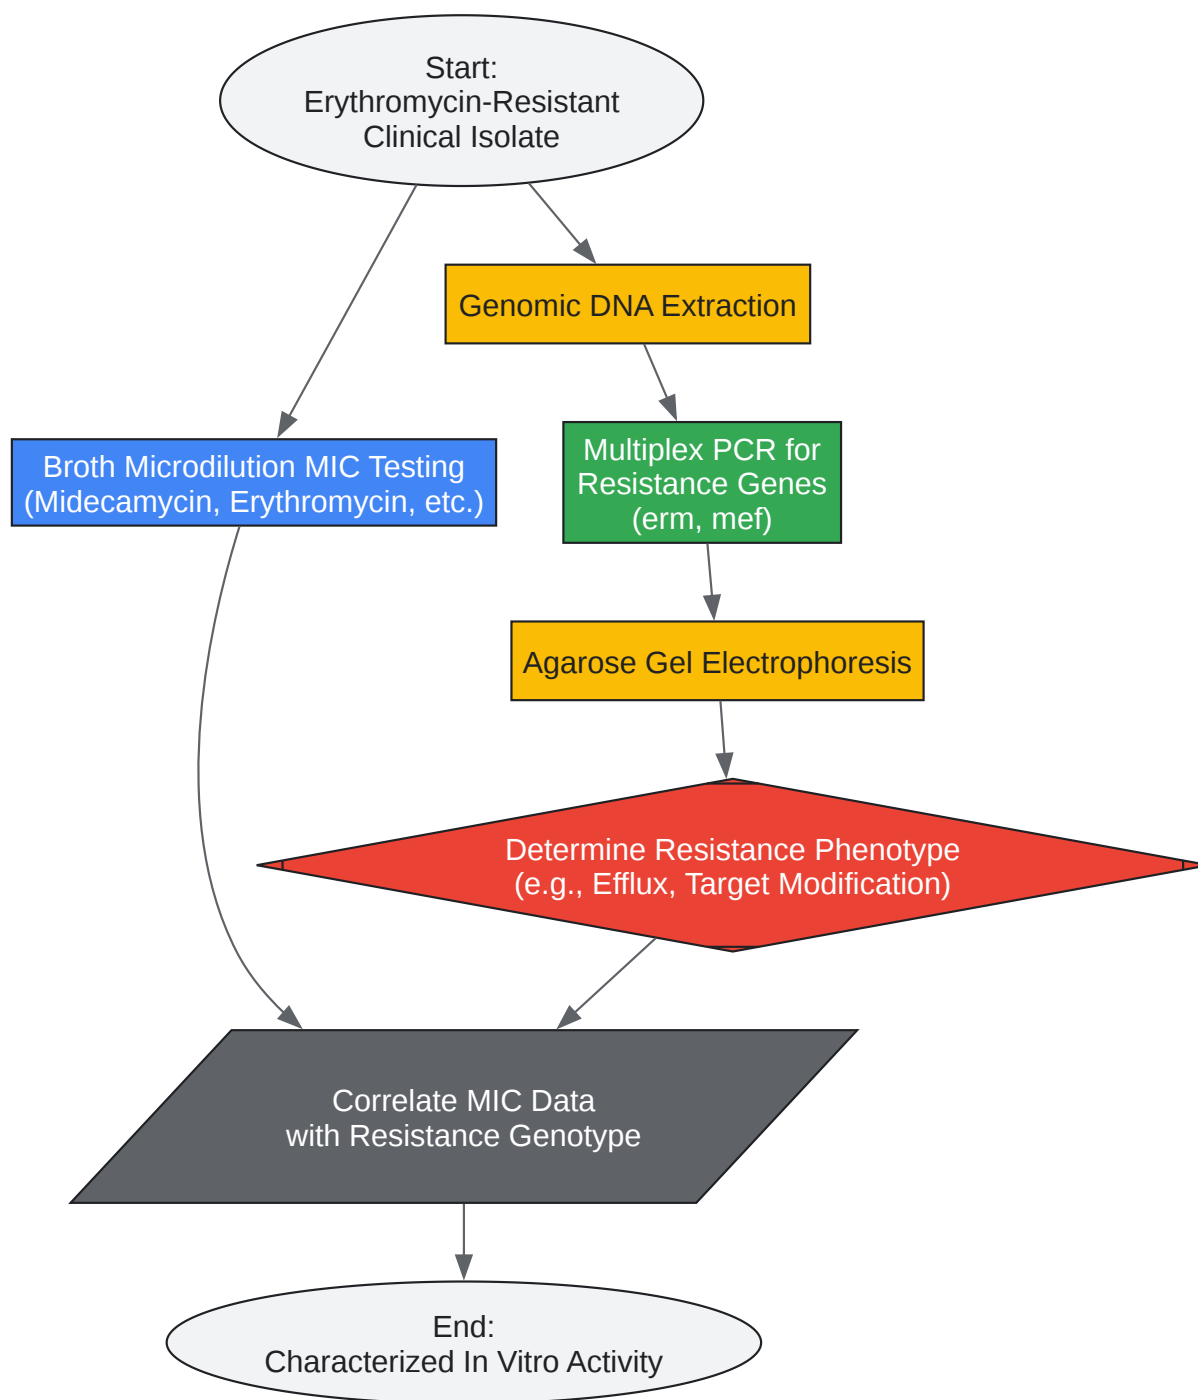 Start:
Erythromycin-Resistant
Clinical Isolate
Genomic DNA Extraction
Broth Microdilution MIC Testing
(Midecamycin, Erythromycin, etc.)
Multiplex PCR for
Resistance Genes
(erm, mef)
Agarose Gel Electrophoresis
Determine Resistance Phenotype
(e.g., Efflux, Target Modification)
Correlate MIC Data
with Resistance Genotype
End:
Characterized In Vitro Activity